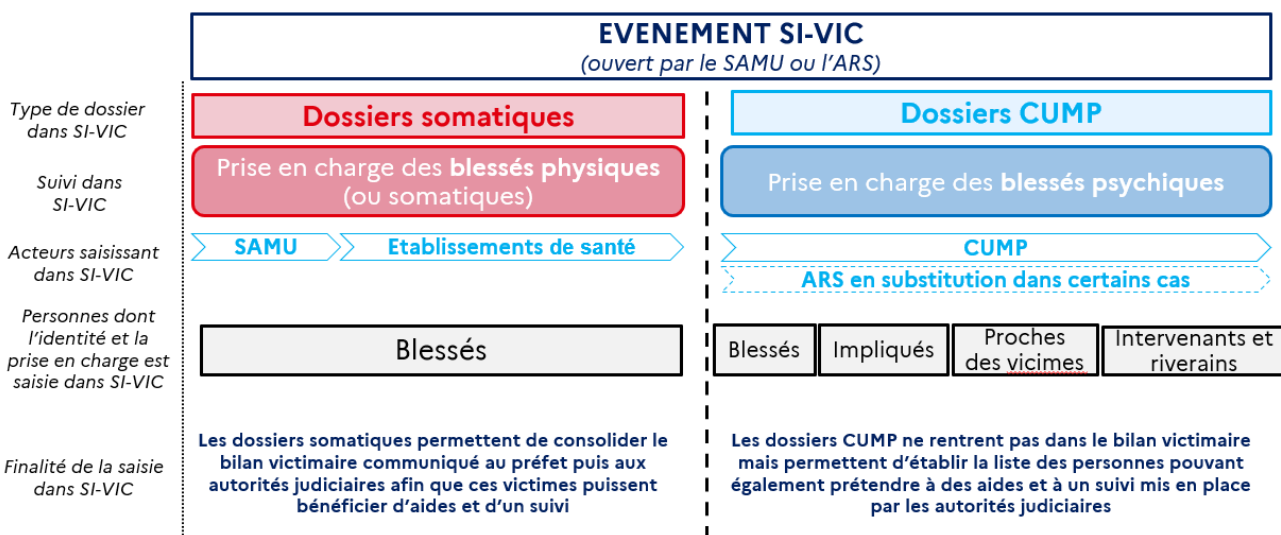 EVENEMENT SI-VIC
(ouvert par le SAMU ou l'ARS)
Type de dossier
dans SI-VIC
Dossiers somatiques
Dossiers CUMP
Suivi dans
SI-VIC
Prise en charge des blessés physiques
(ou somatiques)
Prise en charge des blessés psychiques
Acteurs saisissant
dans SI-VIC
SAMU
Etablissements de santé
CUMP
ARS en substitution dans certains cas
Personnes dont
l'identité et la
prise en charge est
saisie dans SI-VIC
Blessés
Blessés
Impliqués
Proches
des vicimes
Intervenants et
riverains
Finalité de la saisie
dans SI-VIC
Les dossiers somatiques permettent de consolider le
bilan victimaire communiqué au préfet puis aux
autorités judiciaires afin que ces victimes puissent
bénéficier d'aides et d'un suivi
Les dossiers CUMP ne rentrent pas dans le bilan victimaire
mais permettent d'établir la liste des personnes pouvant
également prétendre à des aides et à un suivi mis en place
par les autorités judiciaires